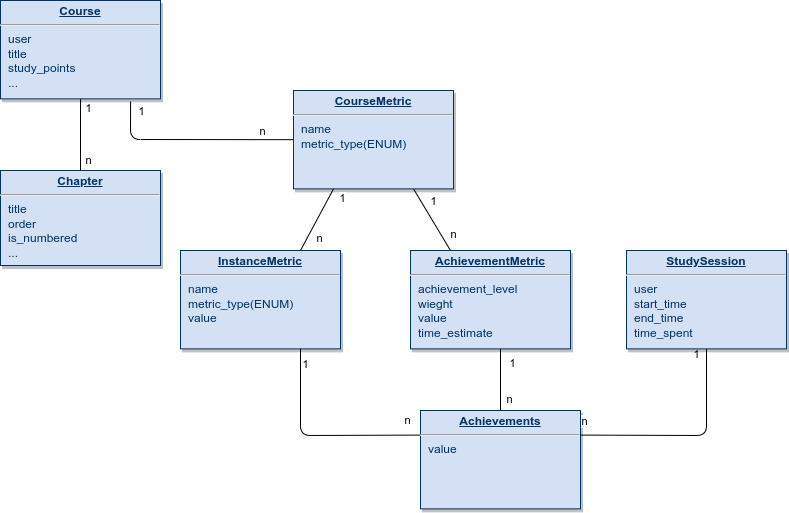 Course
user
title
study_points
...
1
1
n
n
CourseMetric
name
metric_type(ENUM)
Chapter
title
order
is_numbered
...
1
1
n
n
InstanceMetric
name
metric_type(ENUM)
value
AchievementMetric
achievement_level
wieght
value
time_estimate
StudySession
user
start_time
end_time
time_spent
1
1
1
n
n
n
Achievements
value